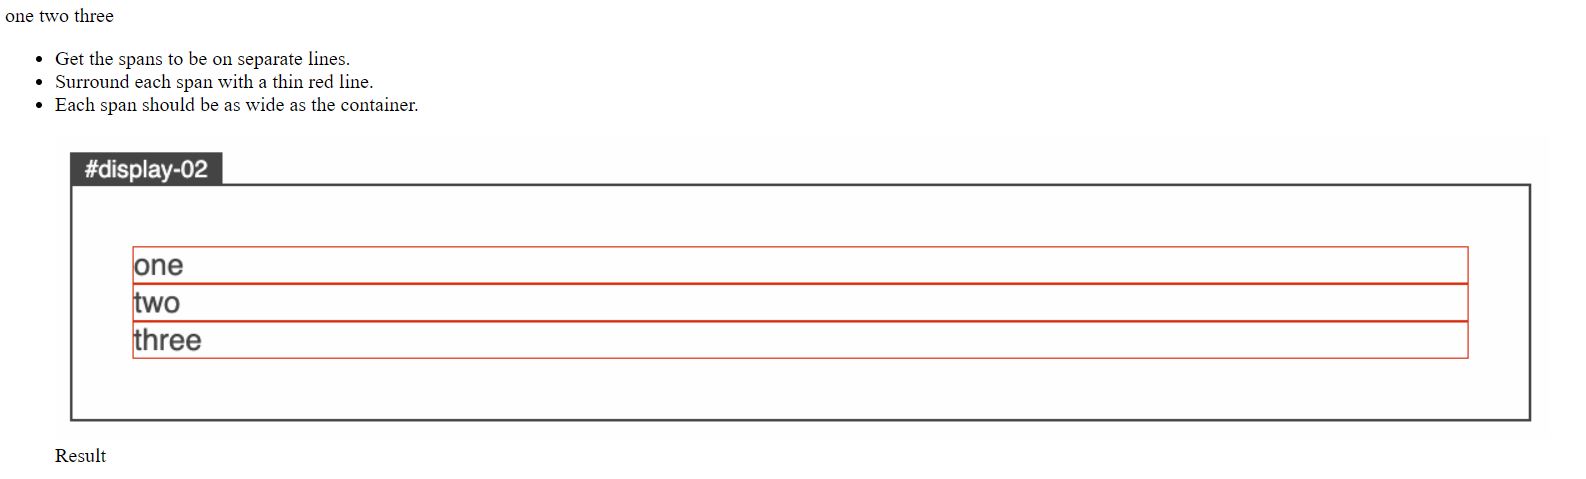 one two three
Get the spans to be on separate lines.
Surround each span with a thin red line.
Each span should be as wide as the container.
#display-02
one
two
three
Result